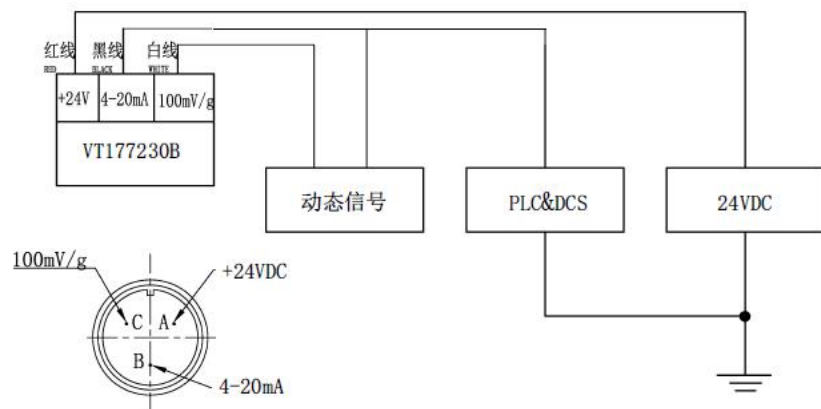 红线 黑线 白线
RED BLACK WHITE
+24V 4-20mA 100mV/g
VT177230B
动态信号 PLC&DCS 24VDC
100mV/g
+24VDC
C A
B
4-20mA